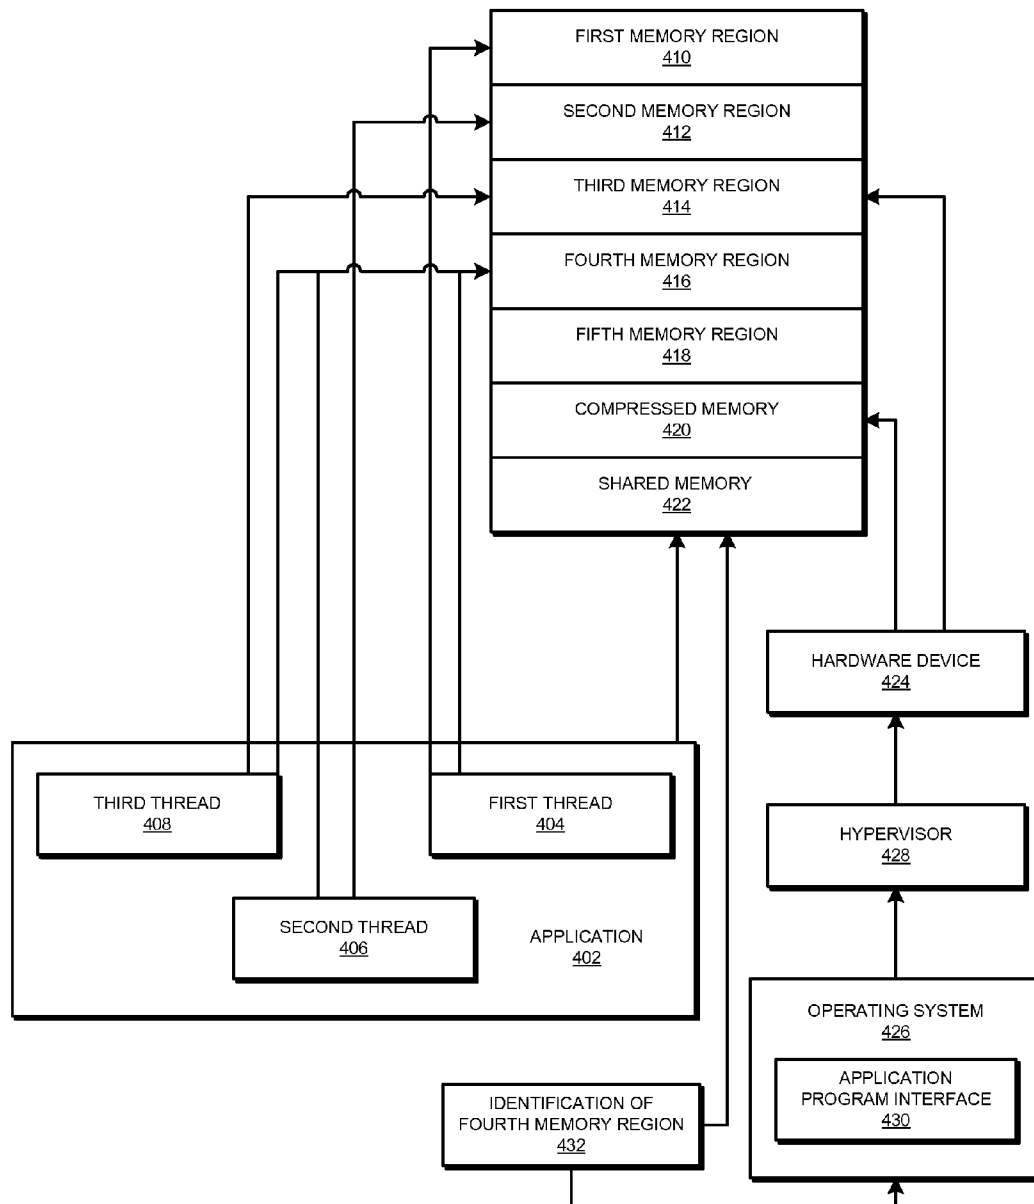 FIRST MEMORY REGION
410
SECOND MEMORY REGION
412
THIRD MEMORY REGION
414
FOURTH MEMORY REGION
416
FIFTH MEMORY REGION
418
COMPRESSED MEMORY
420
SHARED MEMORY
422
HARDWARE DEVICE
424
THIRD THREAD
408
FIRST THREAD
404
HYPERVISOR
428
SECOND THREAD
406
APPLICATION
402
OPERATING SYSTEM
426
APPLICATION
PROGRAM INTERFACE
430
IDENTIFICATION OF
FOURTH MEMORY REGION
432